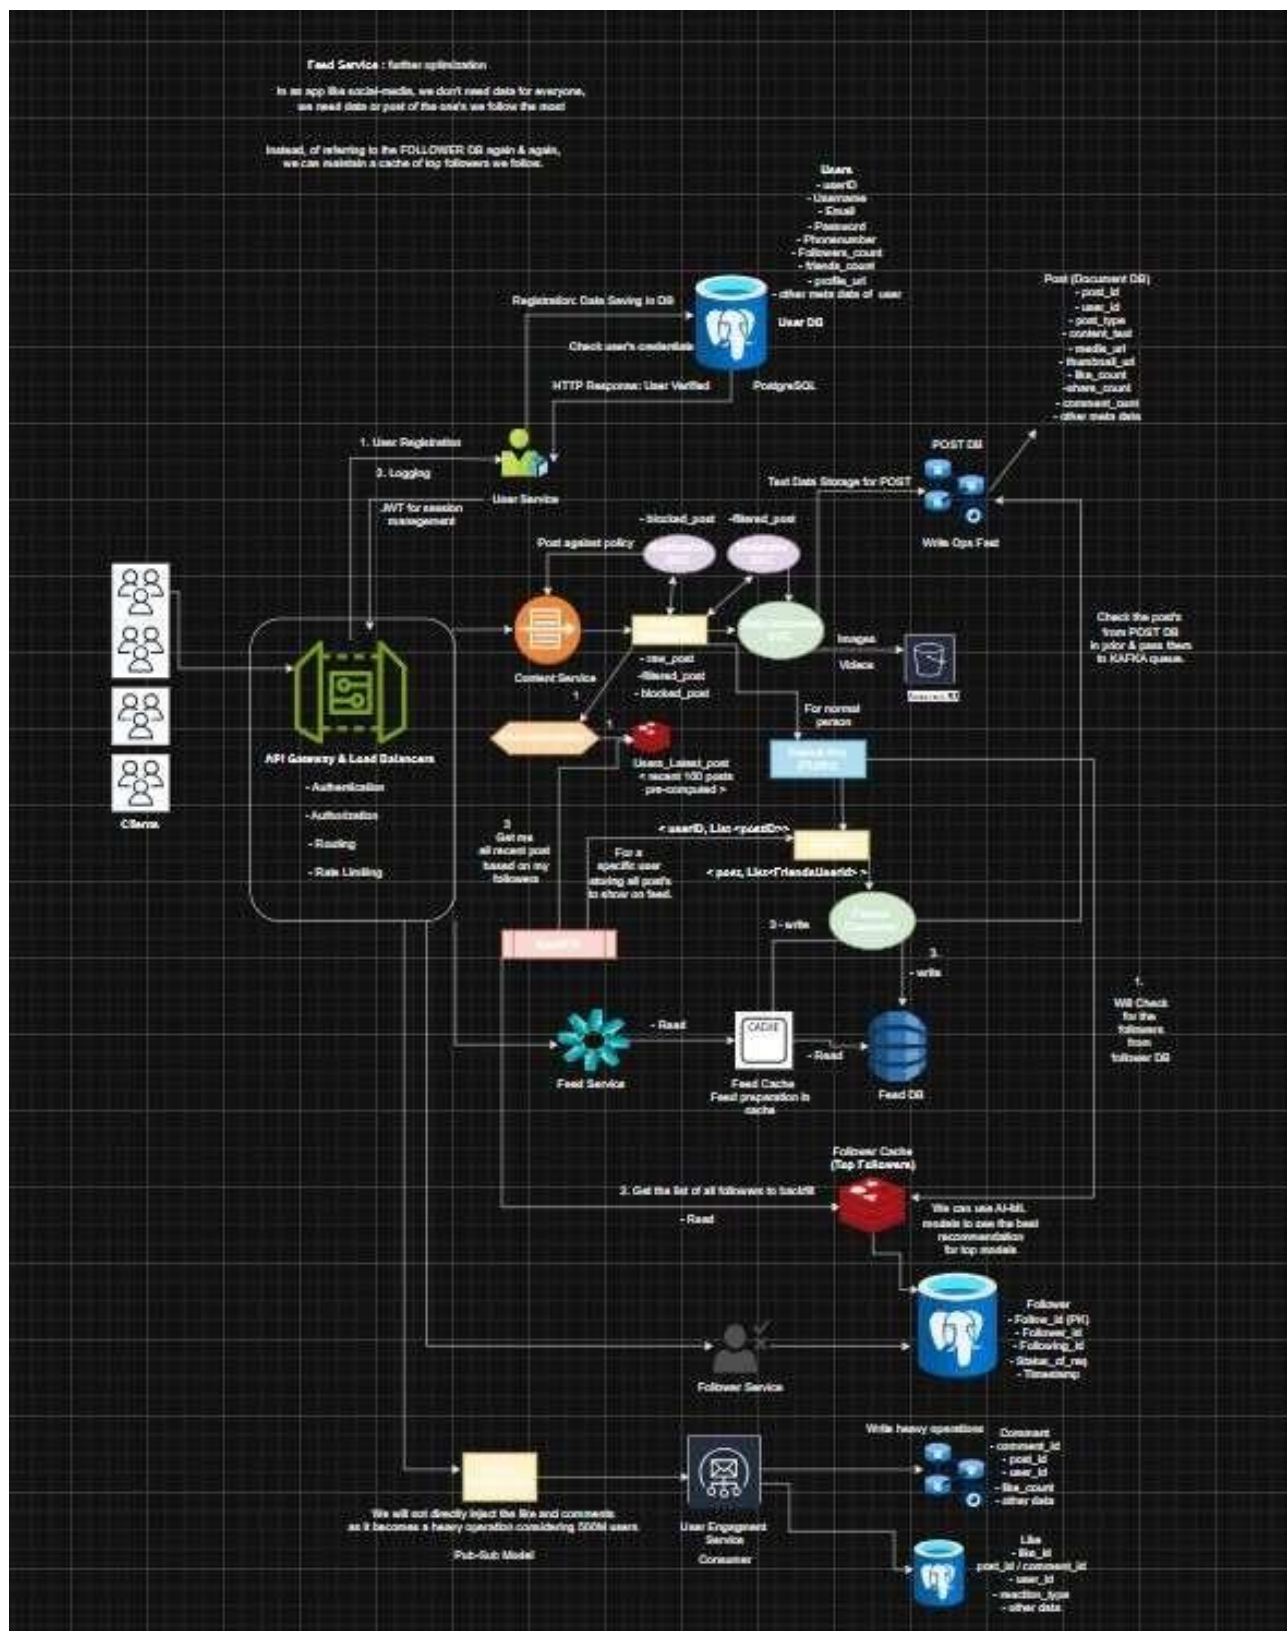 Feed Service : further optimization
In an app like social-media, we don't need data for everyone,
we need data or post of the one's we follow the most
Instead, of referring to the FOLLOWER DB again & again,
we can maintain a cache of top followers we follow.
Users
- userID
- Username
- Email
- Password
- Phonenumber
- Followers_count
- friends_count
- profile_url
- other meta data of user
User DB
Registration: Data Saving in DB
Check user's credentials
HTTP Response: User Verified
PostgreSQL
Post (Document DB)
- post_id
- user_id
- post_type
- content_text
- media_url
- thumbnail_url
- like_count
-share_count
- comment_count
- other meta data
1. User Registration
2. Logging
User Service
JWT for session
management
POST DB
Text Data Storage for POST
Write Ops Fast
- blocked_post
-filtered_post
Post against policy
Content Service
- raw_post
-filtered_post
- blocked_post
Images
Videos
Check the post's
from POST DB
in prior & pass them
to KAFKA queue.
For normal
person
1
1.
Users_Latest_post
< recent 100 posts
pre-computed >
API Gateway & Load Balancers
- Authentication
- Authorization
- Routing
- Rate Limiting
Clients
< userID, List <postID>>
3
Get me
all recent post
based on my
followers
For a
specific user
storing all post's
to show on feed.
< post, List<FriendsUserId> >
3 - write
3.
- write
1.
Will Check
for the
followers
from
follower DB
- Read
CACHE
- Read
Feed Service
Feed Cache
Feed preparation in
cache
Feed DB
Follower Cache
(Top Followers)
2. Get the list of all followers to backfill
- Read
We can use AI-ML
models to see the best
recommendation
for top models
Follower
- Follow_id (PK)
- Follower_id
- Following_id
- Status_of_req
- Timestamp
Follower Service
Write heavy operations
Comment
- comment_id
- post_id
- user_id
- like_count
- other data
We will not directly inject the like and comments
as it becomes a heavy operation considering 500M users
Pub-Sub Model
User Engagment
Service
Consumer
Like
- like_id
post_id / comment_id
- user_id
- reaction_type
- other data